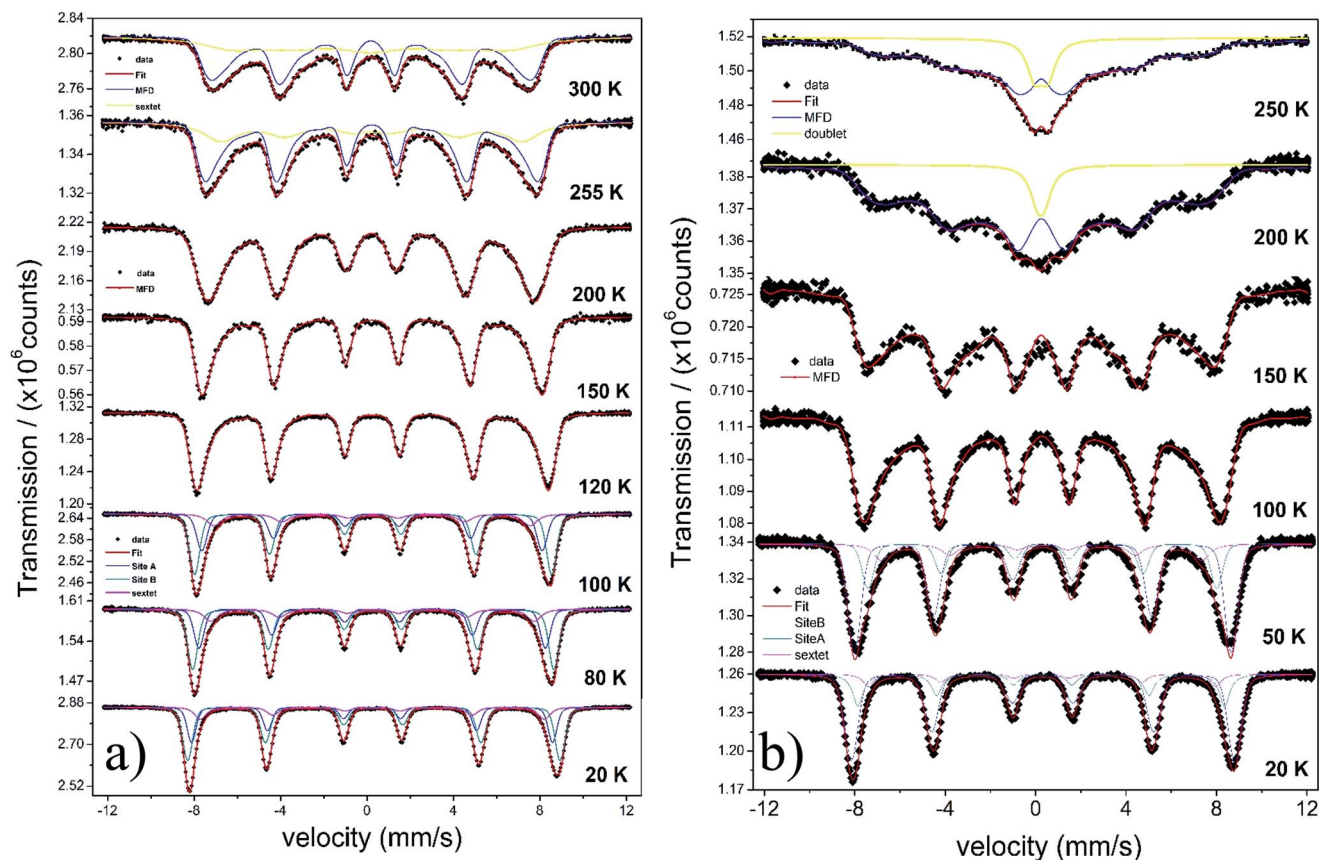 2.84
2.80
2.76
data
Fit
MFD
sextet
300 K
1.36
1.34
1.32
255 K
2.22
2.19
2.16
2.13
data
MFD
200 K
0.59
0.58
0.57
0.56
150 K
1.32
1.28
1.24
1.20
120 K
2.64
2.58
2.52
2.46
data
Fit
Site A
Site B
sextet
100 K
1.61
1.54
1.47
80 K
2.88
2.70
2.52
a)
20 K
-12 -8 -4 0 4 8 12
velocity (mm/s)
Transmission / (x10⁶counts)
1.52
1.50
1.48
1.46
data
Fit
MFD
doublet
250 K
1.38
1.37
1.36
1.35
200 K
0.725
0.720
0.715
0.710
data
MFD
150 K
1.11
1.10
1.09
1.08
100 K
1.34
1.32
1.30
1.28
data
Fit
SiteB
SiteA
sextet
50 K
1.26
1.23
1.20
1.17
b)
20 K
-12 -8 -4 0 4 8 12
velocity (mm/s)
Transmission / (x10⁶counts)